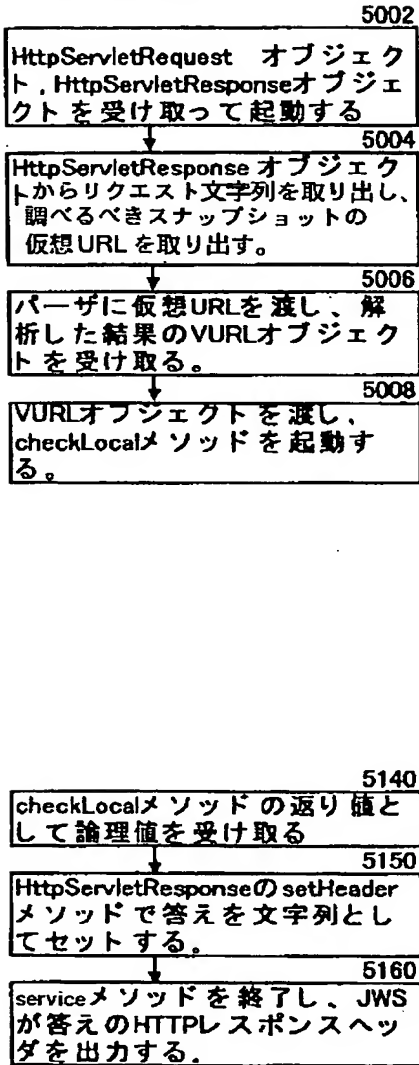 5002
HttpServletRequest オブジェク
ト,HttpServletResponseオブジェ
クトを受け取って起動する
5004
HttpServletResponse オブジェク
トからリクエスト文字列を取り出し、
調べるべきスナップショットの
仮想URLを取り出す。
5006
パーザに仮想URLを渡し、解
析した結果のVURLオブジェク
トを受け取る。
5008
VURLオブジェクトを渡し、
checkLocalメソッドを起動す
る。
5140
checkLocalメソッドの返り値と
して論理値を受け取る
5150
HttpServletResponseのsetHeader
メソッドで答えを文字列とし
てセットする。
5160
serviceメソッドを終了し、JWS
が答えのHTTPレスポンスヘッ
ダを出力する.